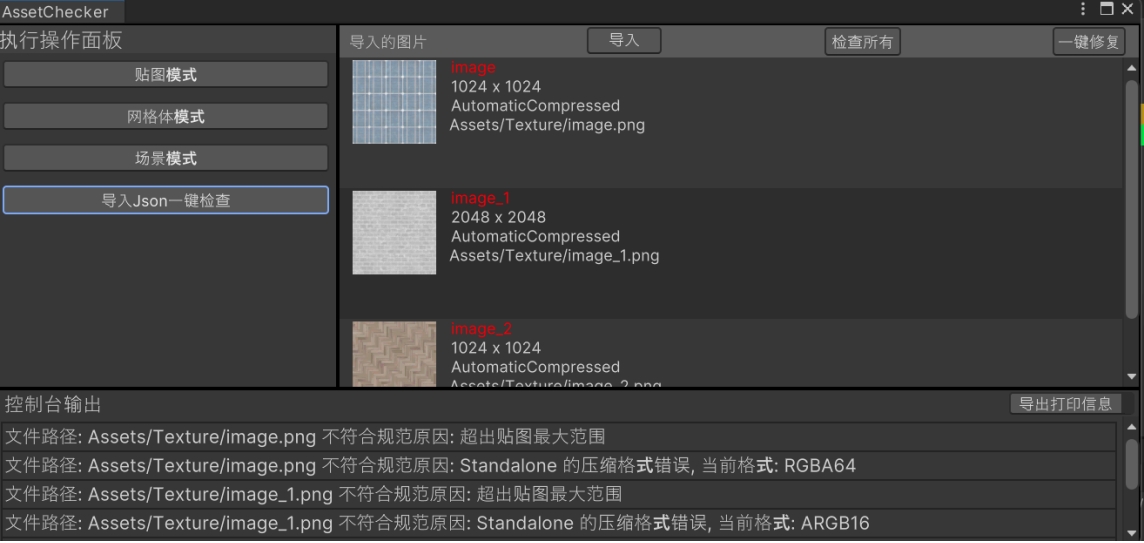 AssetChecker
执行操作面板
贴图模式
网格体模式
场景模式
导入Json一键检查
导入的图片
导入
检查所有
一键修复
image
1024 x 1024
AutomaticCompressed
Assets/Texture/image.png
image_1
2048 x 2048
AutomaticCompressed
Assets/Texture/image_1.png
image_2
1024 x 1024
AutomaticCompressed
Assets/Texture/image_2.png
控制台输出
导出打印信息
文件路径: Assets/Texture/image.png 不符合规范原因: 超出贴图最大范围
文件路径: Assets/Texture/image.png 不符合规范原因: Standalone 的压缩格式错误, 当前格式: RGBA64
文件路径: Assets/Texture/image_1.png 不符合规范原因: 超出贴图最大范围
文件路径: Assets/Texture/image_1.png 不符合规范原因: Standalone 的压缩格式错误, 当前格式: ARGB16